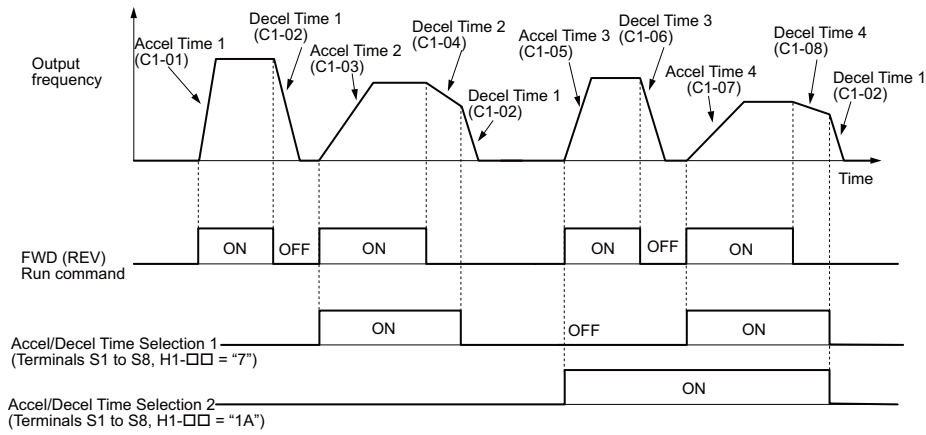 Accel Time 1
(C1-01)
Decel Time 1
(C1-02)
Accel Time 2
(C1-03)
Decel Time 2
(C1-04)
Decel Time 1
(C1-02)
Accel Time 3
(C1-05)
Decel Time 3
(C1-06)
Accel Time 4
(C1-07)
Decel Time 4
(C1-08)
Decel Time 1
(C1-02)
Output
frequency
Time
FWD (REV)
Run command
ON
OFF
ON
ON
OFF
ON
Accel/Decel Time Selection 1
(Terminals S1 to S8, H1-□□ = “7”)
ON
OFF
ON
Accel/Decel Time Selection 2
(Terminals S1 to S8, H1-□□ = “1A”)
ON